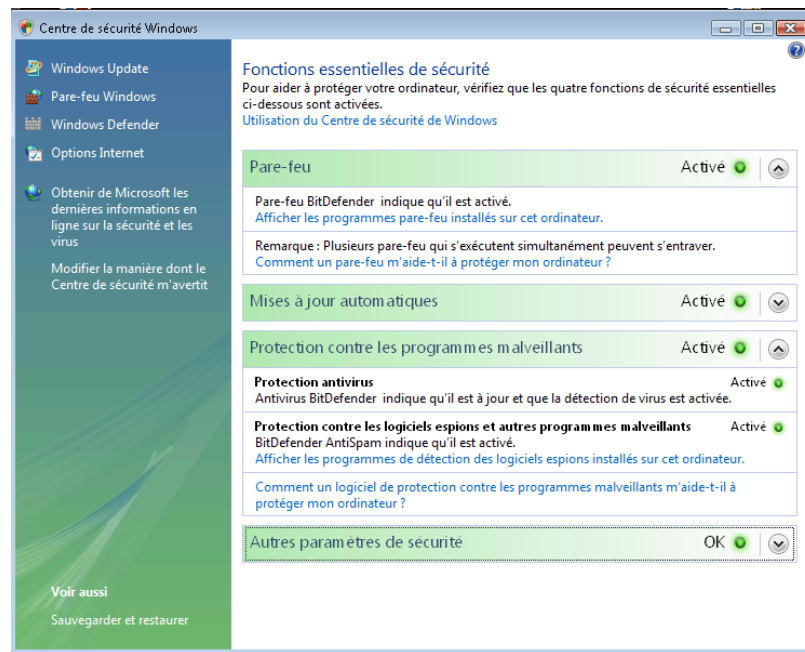 Centre de sécurité Windows
Windows Update
Pare-feu Windows
Windows Defender
Options Internet
Obtenir de Microsoft les
dernières informations en
ligne sur la sécurité et les
virus
Modifier la manière dont le
Centre de sécurité m'avertit
Voir aussi
Sauvegarder et restaurer
Fonctions essentielles de sécurité
Pour aider à protéger votre ordinateur, vérifiez que les quatre fonctions de sécurité essentielles
ci-dessous sont activées.
Utilisation du Centre de sécurité de Windows
Pare-feu Activé
Pare-feu BitDefender indique qu'il est activé.
Afficher les programmes pare-feu installés sur cet ordinateur.
Remarque : Plusieurs pare-feu qui s'exécutent simultanément peuvent s'entraver.
Comment un pare-feu m'aide-t-il à protéger mon ordinateur ?
Mises à jour automatiques Activé
Protection contre les programmes malveillants Activé
Protection antivirus Activé
Antivirus BitDefender indique qu'il est à jour et que la détection de virus est activée.
Protection contre les logiciels espions et autres programmes malveillants Activé
BitDefender AntiSpam indique qu'il est activé.
Afficher les programmes de détection des logiciels espions installés sur cet ordinateur.
Comment un logiciel de protection contre les programmes malveillants m'aide-t-il à
protéger mon ordinateur ?
Autres paramètres de sécurité OK